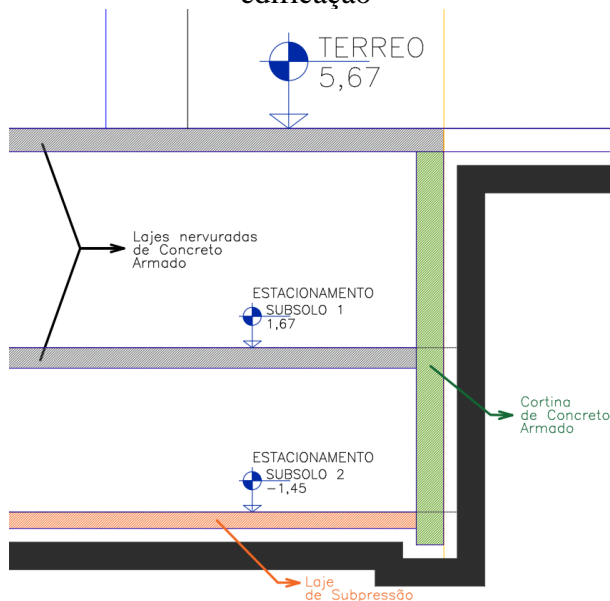 edificação
TERREO
5,67
Lajes nervuradas
de Concreto
Armado
ESTACIONAMENTO
SUBSOLO 1
1,67
Cortina
de Concreto
Armado
ESTACIONAMENTO
SUBSOLO 2
-1,45
Laje
de Subpressão